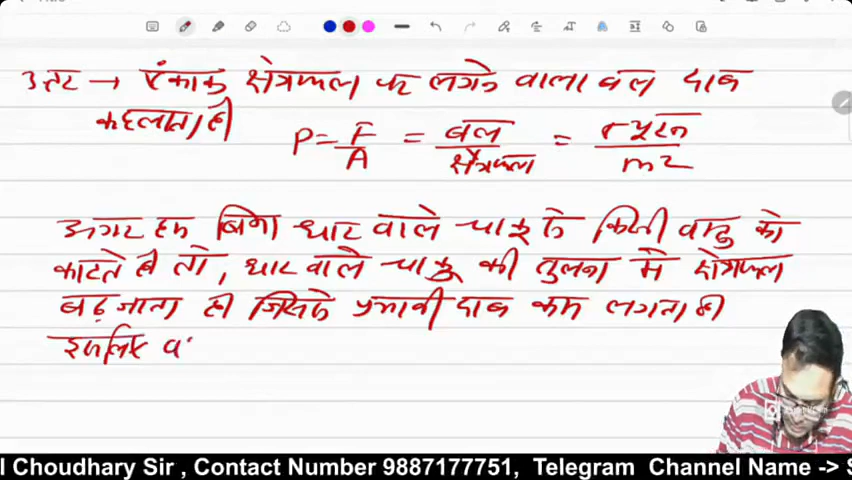 उत्तर → एकांक क्षेत्रफल पर लगने वाला बल दाब
कहलाता है
P = F/A = बल/क्षेत्रफल = न्यूटन/m²
अगर हम बिना धार वाले चाकू से किसी वस्तु को
काटते है तो, धार वाले चाकू की तुलना मे क्षेत्रफल
बढ़ जाता है जिससे प्रभावी दाब कम लगता है
इसलिए व
l Choudhary Sir , Contact Number 9887177751, Telegram Channel Name -> S